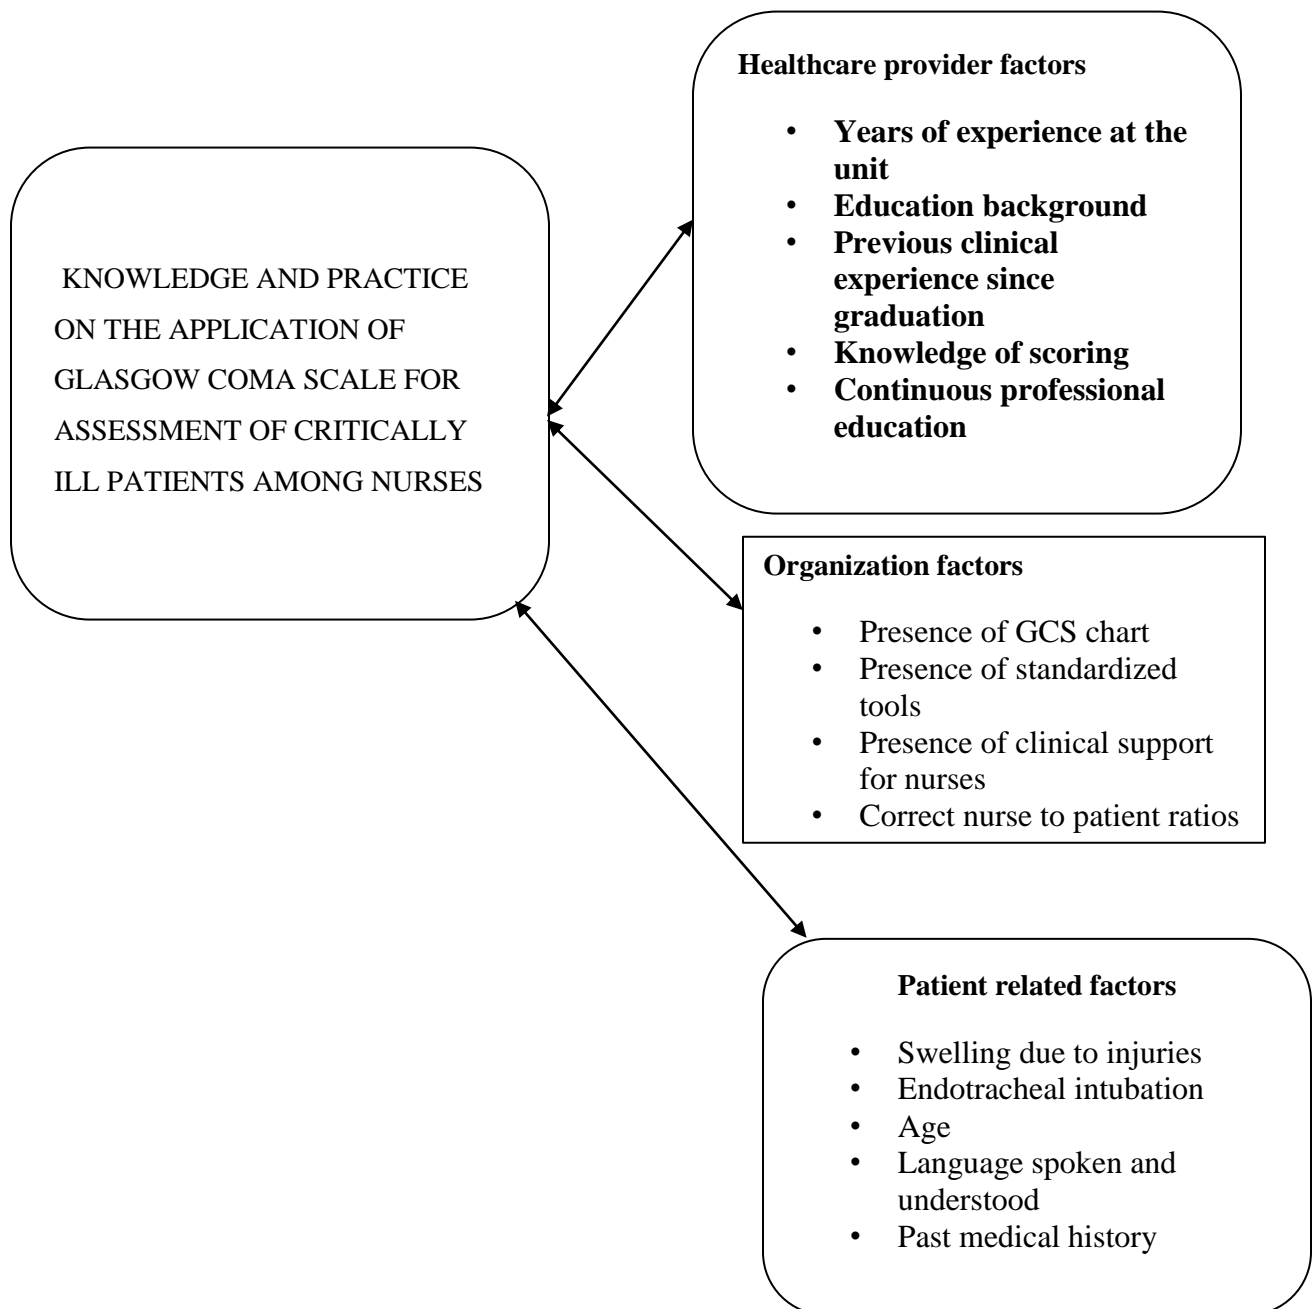 KNOWLEDGE AND PRACTICE
ON THE APPLICATION OF
GLASGOW COMA SCALE FOR
ASSESSMENT OF CRITICALLY
ILL PATIENTS AMONG NURSES
Healthcare provider factors
• Years of experience at the
unit
• Education background
• Previous clinical
experience since
graduation
• Knowledge of scoring
• Continuous professional
education
Organization factors
• Presence of GCS chart
• Presence of standardized
tools
• Presence of clinical support
for nurses
• Correct nurse to patient ratios
Patient related factors
• Swelling due to injuries
• Endotracheal intubation
• Age
• Language spoken and
understood
• Past medical history